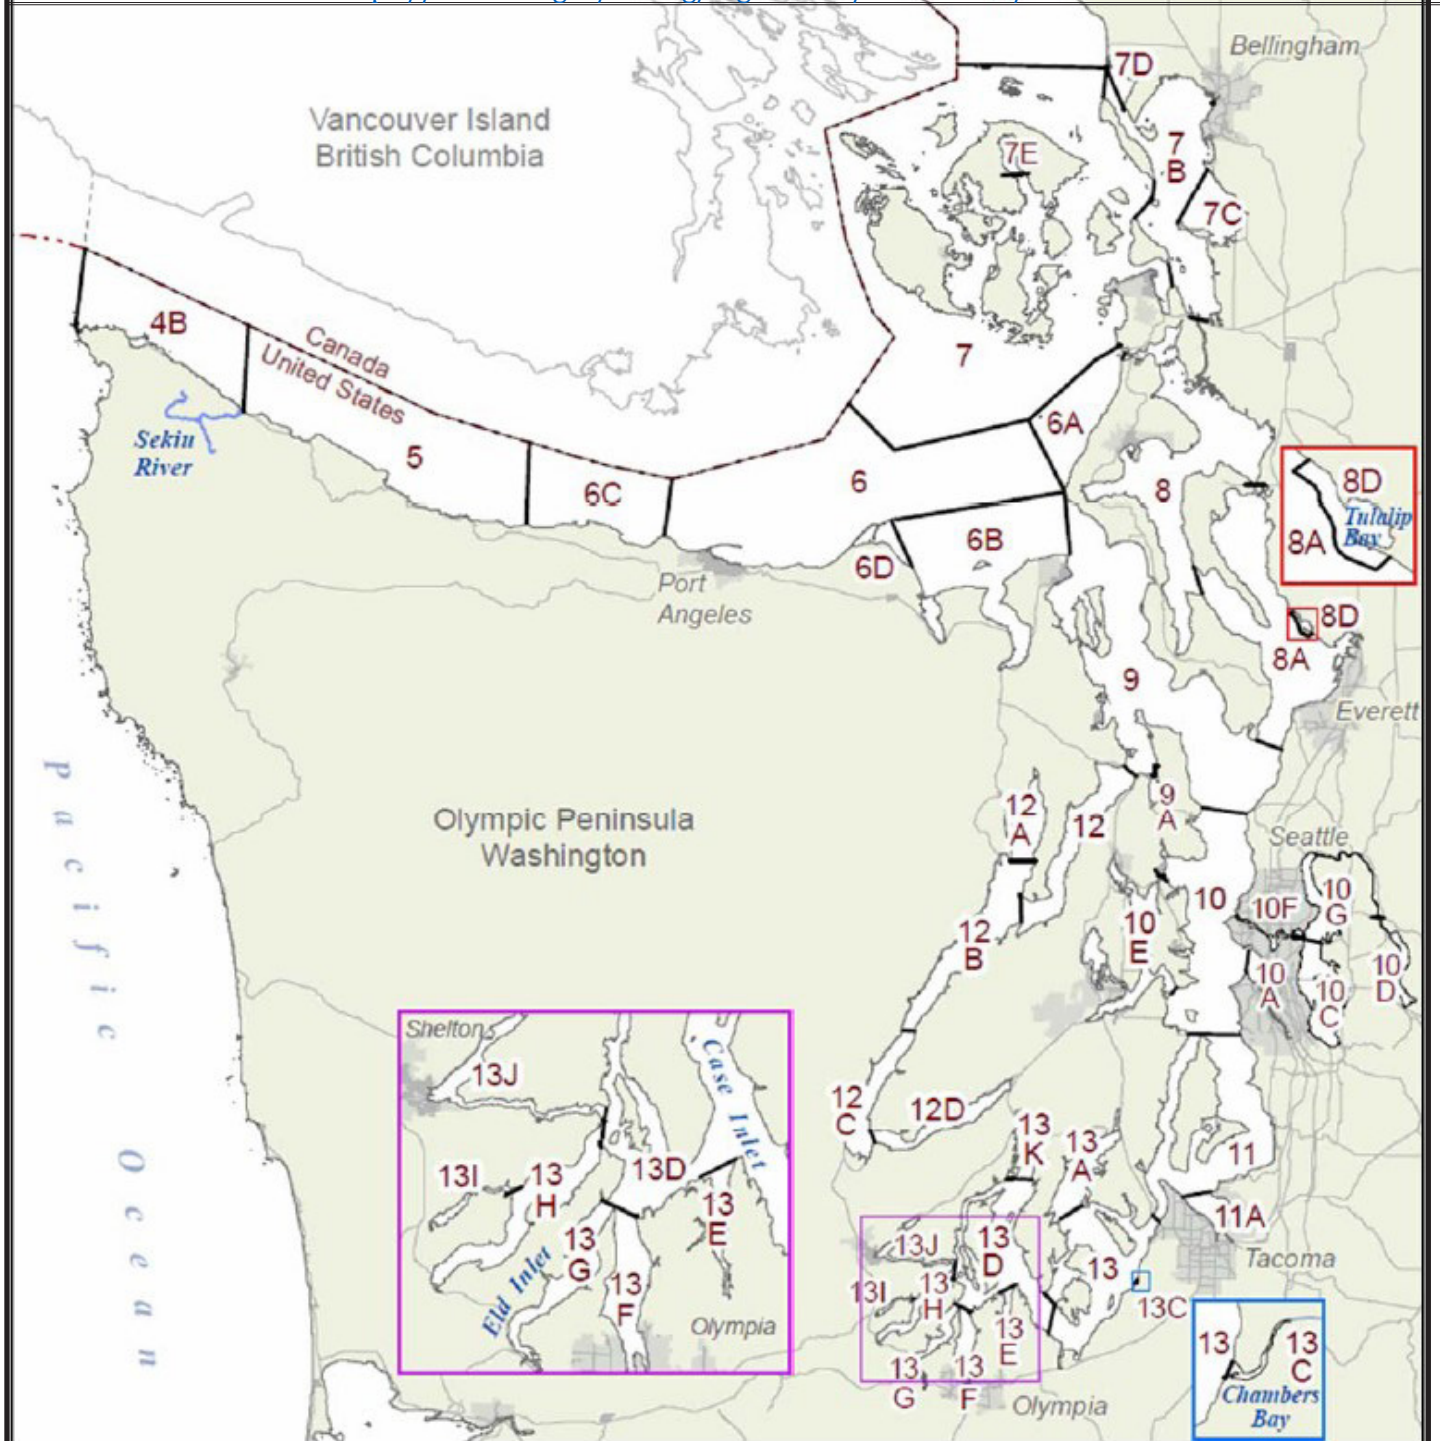 Bellingham
7D
Vancouver Island
British Columbia
7E
7
B
7C
4B
Canada
United States
7
6A
Sekiu
River
5
6C
6
8
8D
Tulalip
Bay
8A
6B
6D
Port
Angeles
8D
8A
9
Everett
Pacific Ocean
12
A
12
9
A
Olympic Peninsula
Washington
Seattle
10
10F
10
G
10
E
12
B
10
A
10
C
10
D
Shelton
13J
Case Inlet
12
C
12D
13
K
13
A
11
13I
13
H
13D
13
E
11A
13
G
Eld Inlet
13
F
Olympia
13J
13
D
13I
13
H
13
E
13
G
13
F
13
13C
Tacoma
Olympia
13
13
C
Chambers
Bay